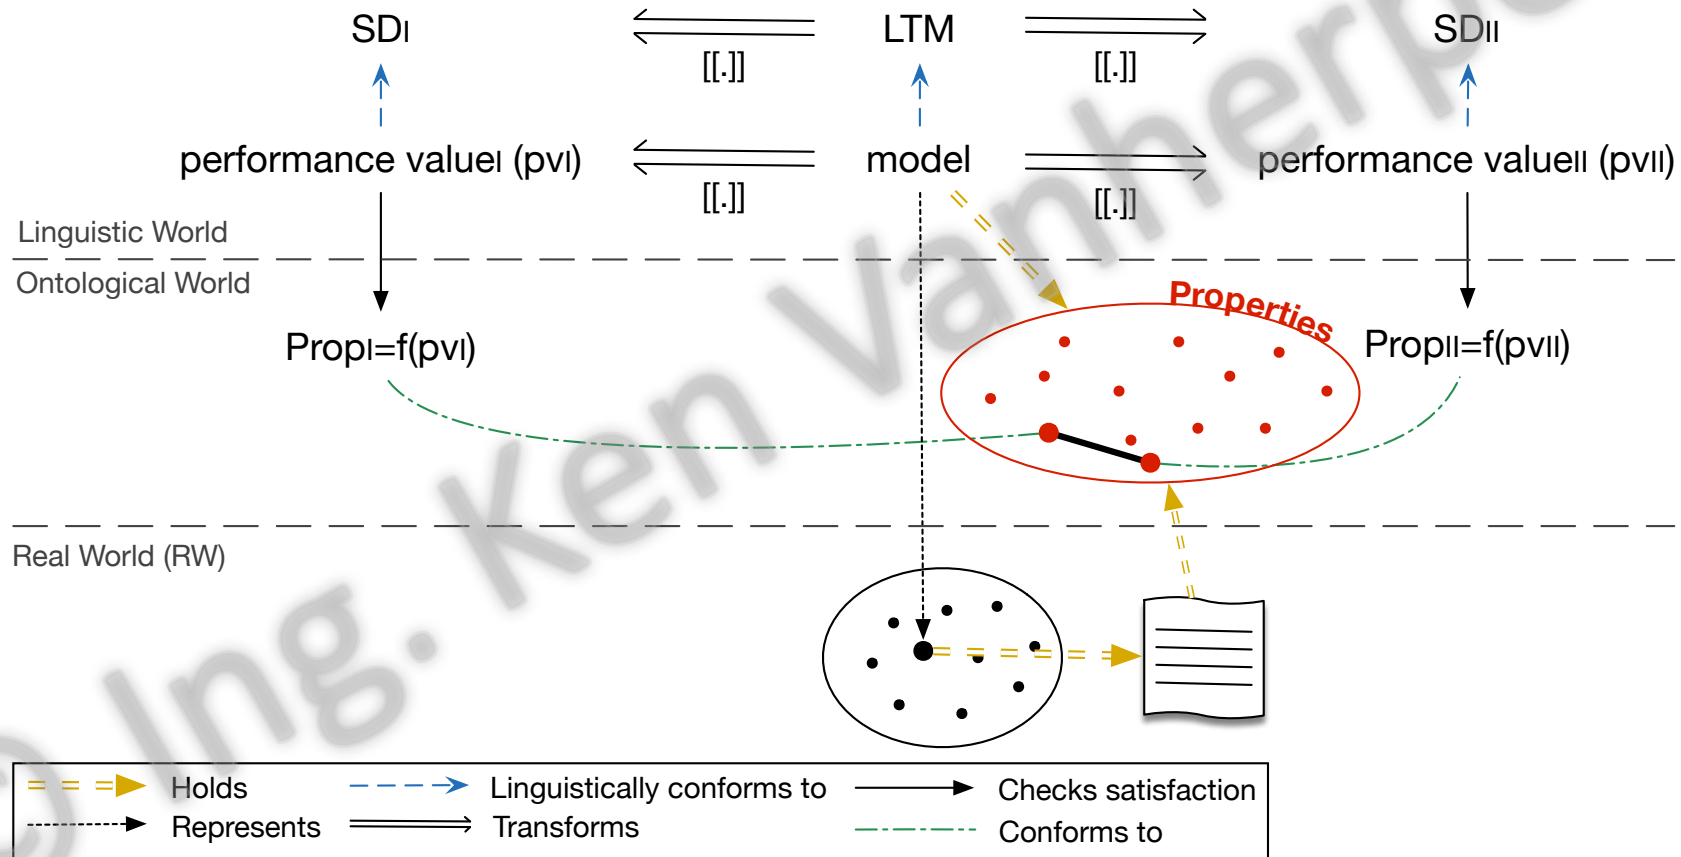 SDI LTM SDII
[[.]] [[.]]
performance valueI (pvI) model performance valueII (pvII)
[[.]] [[.]]
Linguistic World
Ontological World
Properties
PropI=f(pvI) PropII=f(pvII)
Real World (RW)
Holds Linguistically conforms to Checks satisfaction
Represents Transforms Conforms to
© Ing. Ken